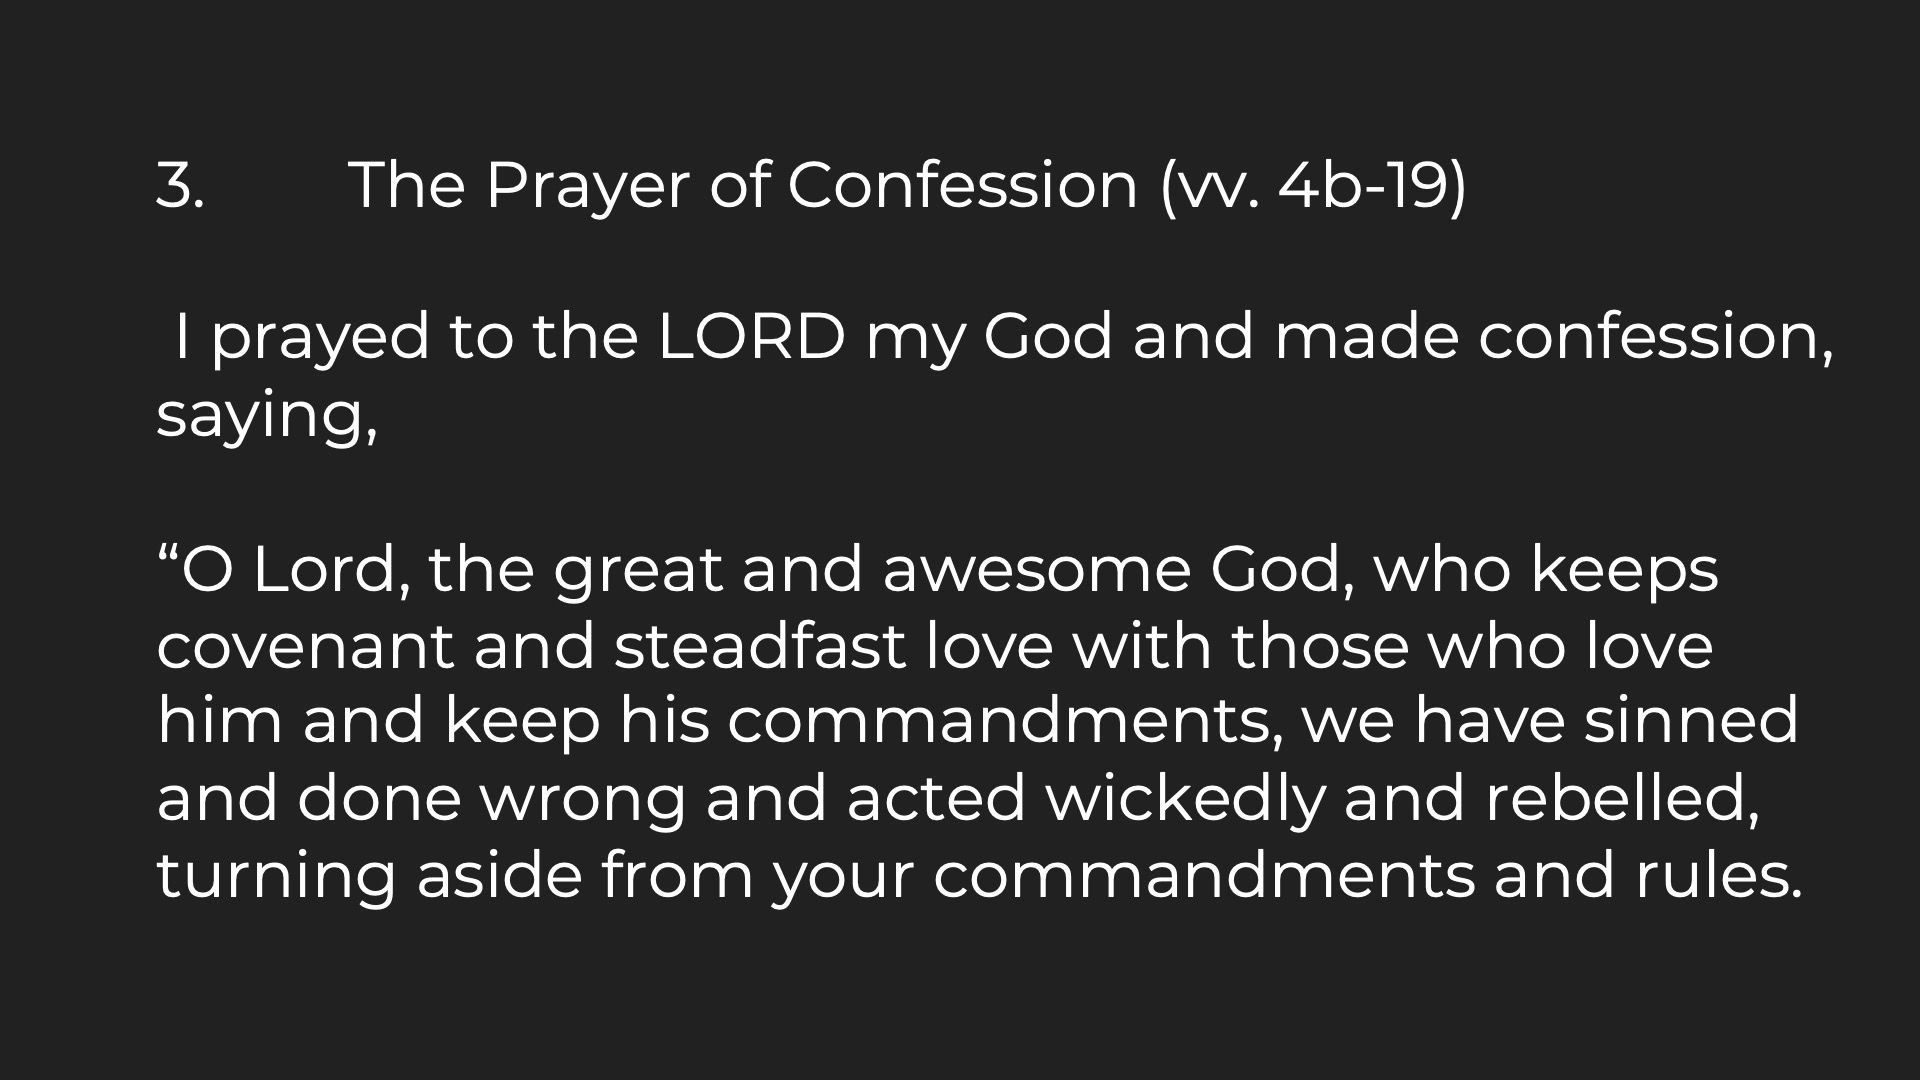 3. The Prayer of Confession (vv. 4b-19)
I prayed to the LORD my God and made confession,
saying,
“O Lord, the great and awesome God, who keeps
covenant and steadfast love with those who love
him and keep his commandments, we have sinned
and done wrong and acted wickedly and rebelled,
turning aside from your commandments and rules.